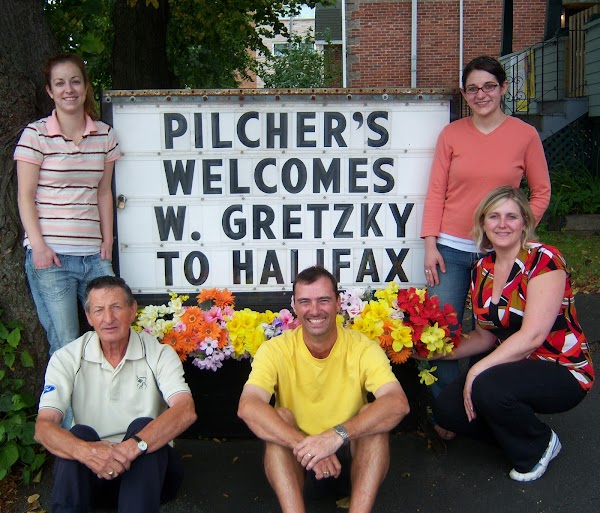 PILCHER'S
WELCOMES
W. GRETZKY
TO HALIFAX